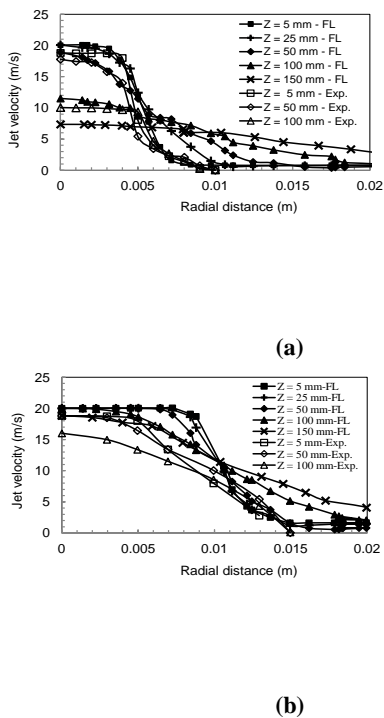 25
20
15
10
5
0
Jet velocity (m/s)
Z = 5 mm - FL
Z = 25 mm - FL
Z = 50 mm - FL
Z = 100 mm - FL
Z = 150 mm - FL
Z = 5 mm - Exp.
Z = 50 mm - Exp.
Z = 100 mm - Exp.
0 0.005 0.01 0.015 0.02
Radial distance (m)
(a)
25
20
15
10
5
0
Jet velocity (m/s)
Z = 5 mm-FL
Z = 25 mm-FL
Z = 50 mm-FL
Z = 100 mm-FL
Z = 150 mm-FL
Z = 5 mm-Exp.
Z = 50 mm-Exp.
Z = 100 mm-Exp.
0 0.005 0.01 0.015 0.02
Radial distance (m)
(b)